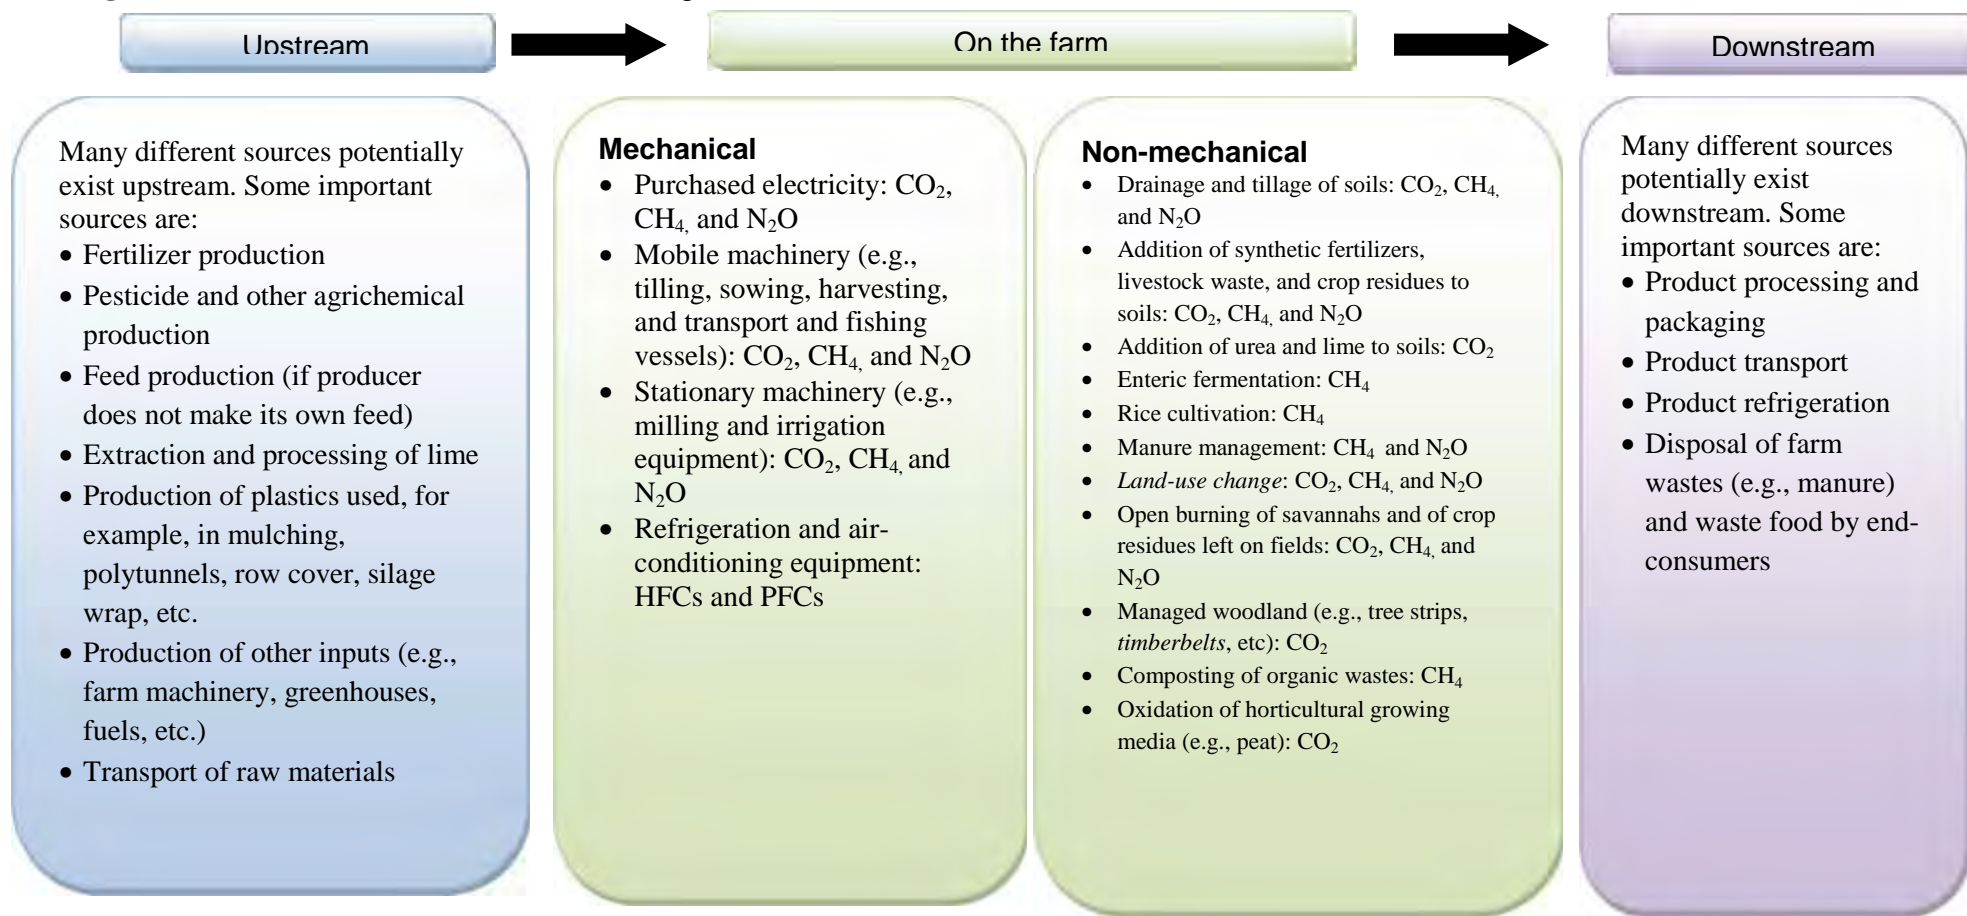 Upstream
On the farm
Downstream
Many different sources potentially
exist upstream. Some important
sources are:
• Fertilizer production
• Pesticide and other agrichemical
production
• Feed production (if producer
does not make its own feed)
• Extraction and processing of lime
• Production of plastics used, for
example, in mulching,
polytunnels, row cover, silage
wrap, etc.
• Production of other inputs (e.g.,
farm machinery, greenhouses,
fuels, etc.)
• Transport of raw materials
Mechanical
• Purchased electricity: CO₂,
CH₄, and N₂O
• Mobile machinery (e.g.,
tilling, sowing, harvesting,
and transport and fishing
vessels): CO₂, CH₄, and N₂O
• Stationary machinery (e.g.,
milling and irrigation
equipment): CO₂, CH₄, and
N₂O
• Refrigeration and air-
conditioning equipment:
HFCs and PFCs
Non-mechanical
• Drainage and tillage of soils: CO₂, CH₄,
and N₂O
• Addition of synthetic fertilizers,
livestock waste, and crop residues to
soils: CO₂, CH₄, and N₂O
• Addition of urea and lime to soils: CO₂
• Enteric fermentation: CH₄
• Rice cultivation: CH₄
• Manure management: CH₄ and N₂O
• Land-use change: CO₂, CH₄, and N₂O
• Open burning of savannahs and of crop
residues left on fields: CO₂, CH₄, and
N₂O
• Managed woodland (e.g., tree strips,
timberbelts, etc): CO₂
• Composting of organic wastes: CH₄
• Oxidation of horticultural growing
media (e.g., peat): CO₂
Many different sources
potentially exist
downstream. Some
important sources are:
• Product processing and
packaging
• Product transport
• Product refrigeration
• Disposal of farm
wastes (e.g., manure)
and waste food by end-
consumers